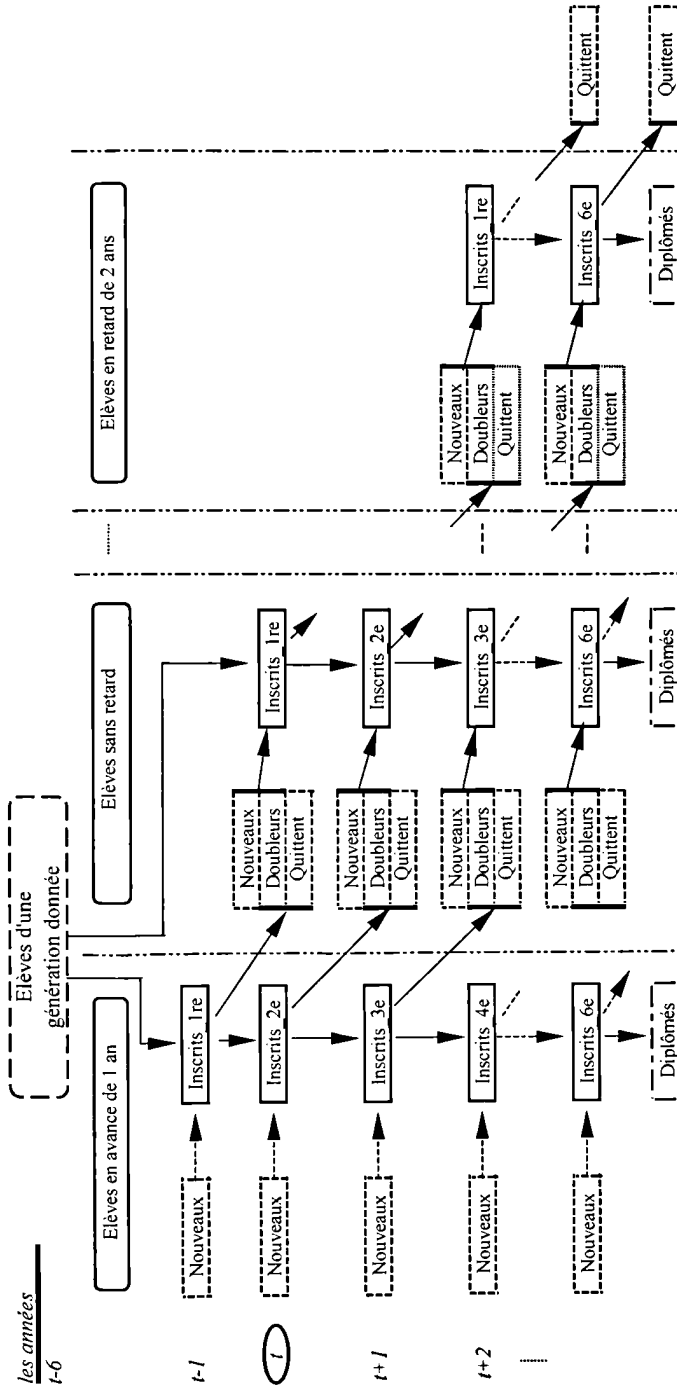 les années
t-6
Elèves d'une
génération donnée
Elèves en avance de 1 an
Elèves sans retard
..........
Elèves en retard de 2 ans
t-1
Nouveaux
Inscrits 1re
t
Nouveaux
Inscrits 2e
Nouveaux
Doubleurs
Quittent
Inscrits 1re
t+1
Nouveaux
Inscrits 3e
Nouveaux
Doubleurs
Quittent
Inscrits 2e
t+2
Nouveaux
Inscrits 4e
Nouveaux
Doubleurs
Quittent
Inscrits 3e
Nouveaux
Doubleurs
Quittent
Inscrits 1re
Quittent
..........
Nouveaux
Inscrits 6e
Nouveaux
Doubleurs
Quittent
Inscrits 6e
Nouveaux
Doubleurs
Quittent
Inscrits 6e
Quittent
Diplômés
Diplômés
Diplômés